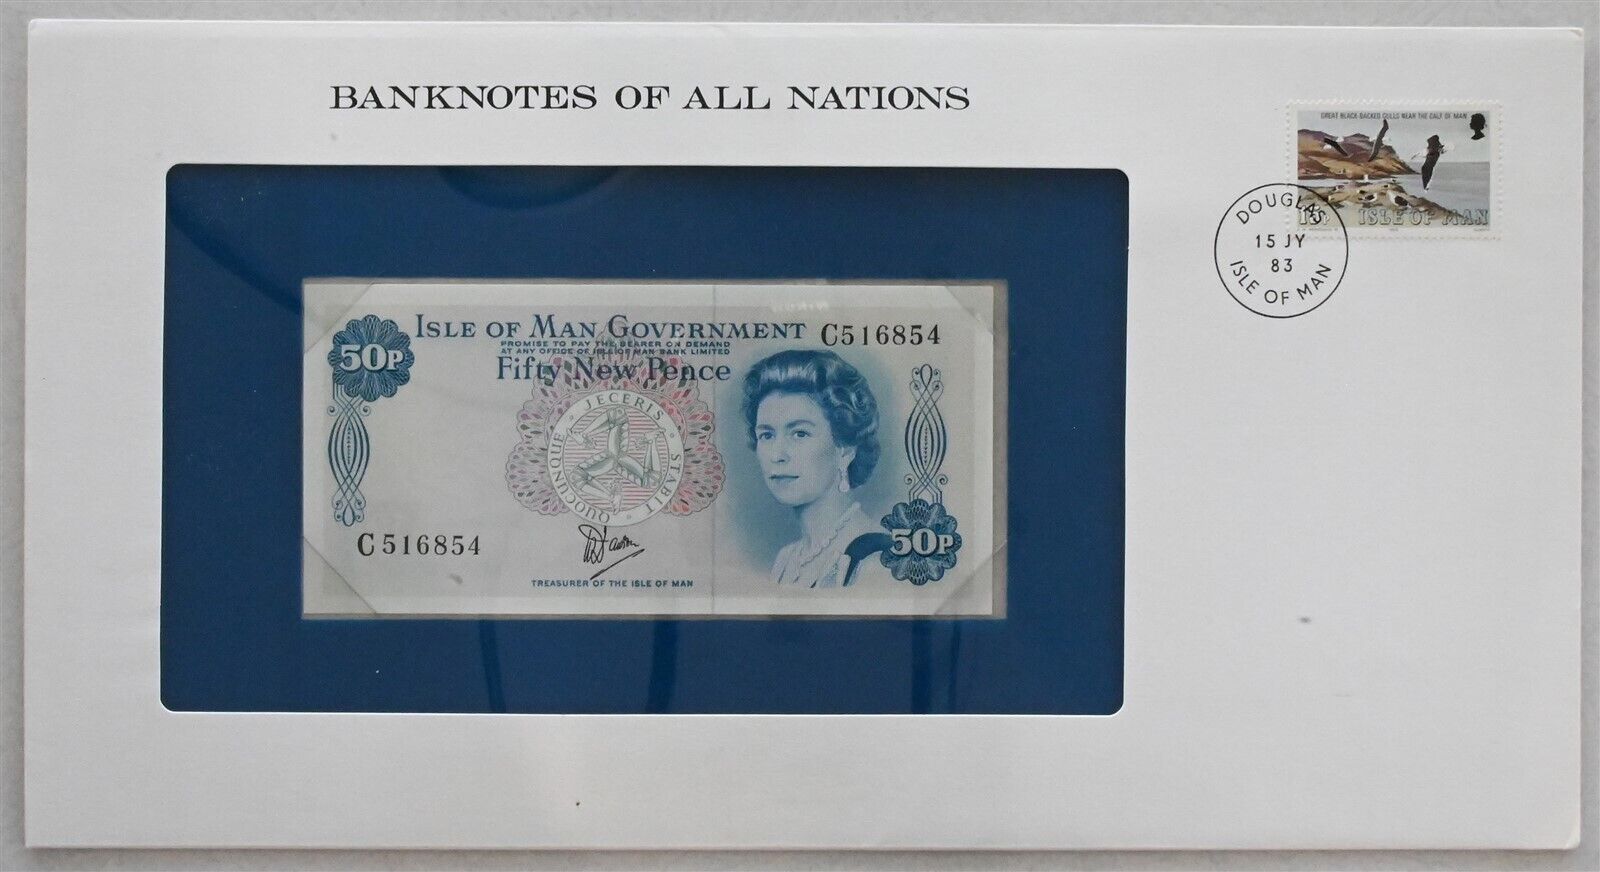 BANKNOTES OF ALL NATIONS
GREAT BLACK-BACKED GULLS NEAR THE CALF OF MAN
15p ISLE OF MAN
DOUGLAS
15 JY
83
ISLE OF MAN
ISLE OF MAN GOVERNMENT
C516854
PROMISE TO PAY THE BEARER ON DEMAND
AT ANY OFFICE OF ISLE OF MAN BANK LIMITED
50P
Fifty New Pence
QUOCUNQUE · JECERIS · STABIT
C516854
50P
TREASURER OF THE ISLE OF MAN